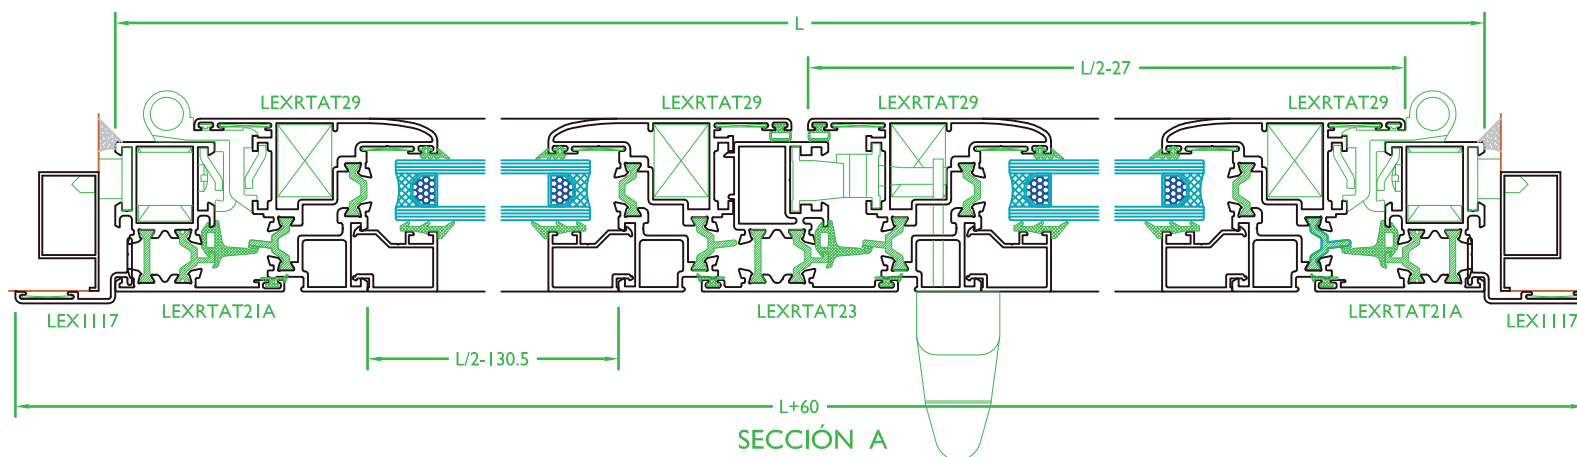 L
L/2-27
LEXRTAT29
LEXRTAT29
LEXRTAT29
LEXRTAT29
LEX1117
LEXRTAT21A
LEXRTAT23
LEXRTAT21A
LEX1117
L/2-130.5
L+60
SECCIÓN A